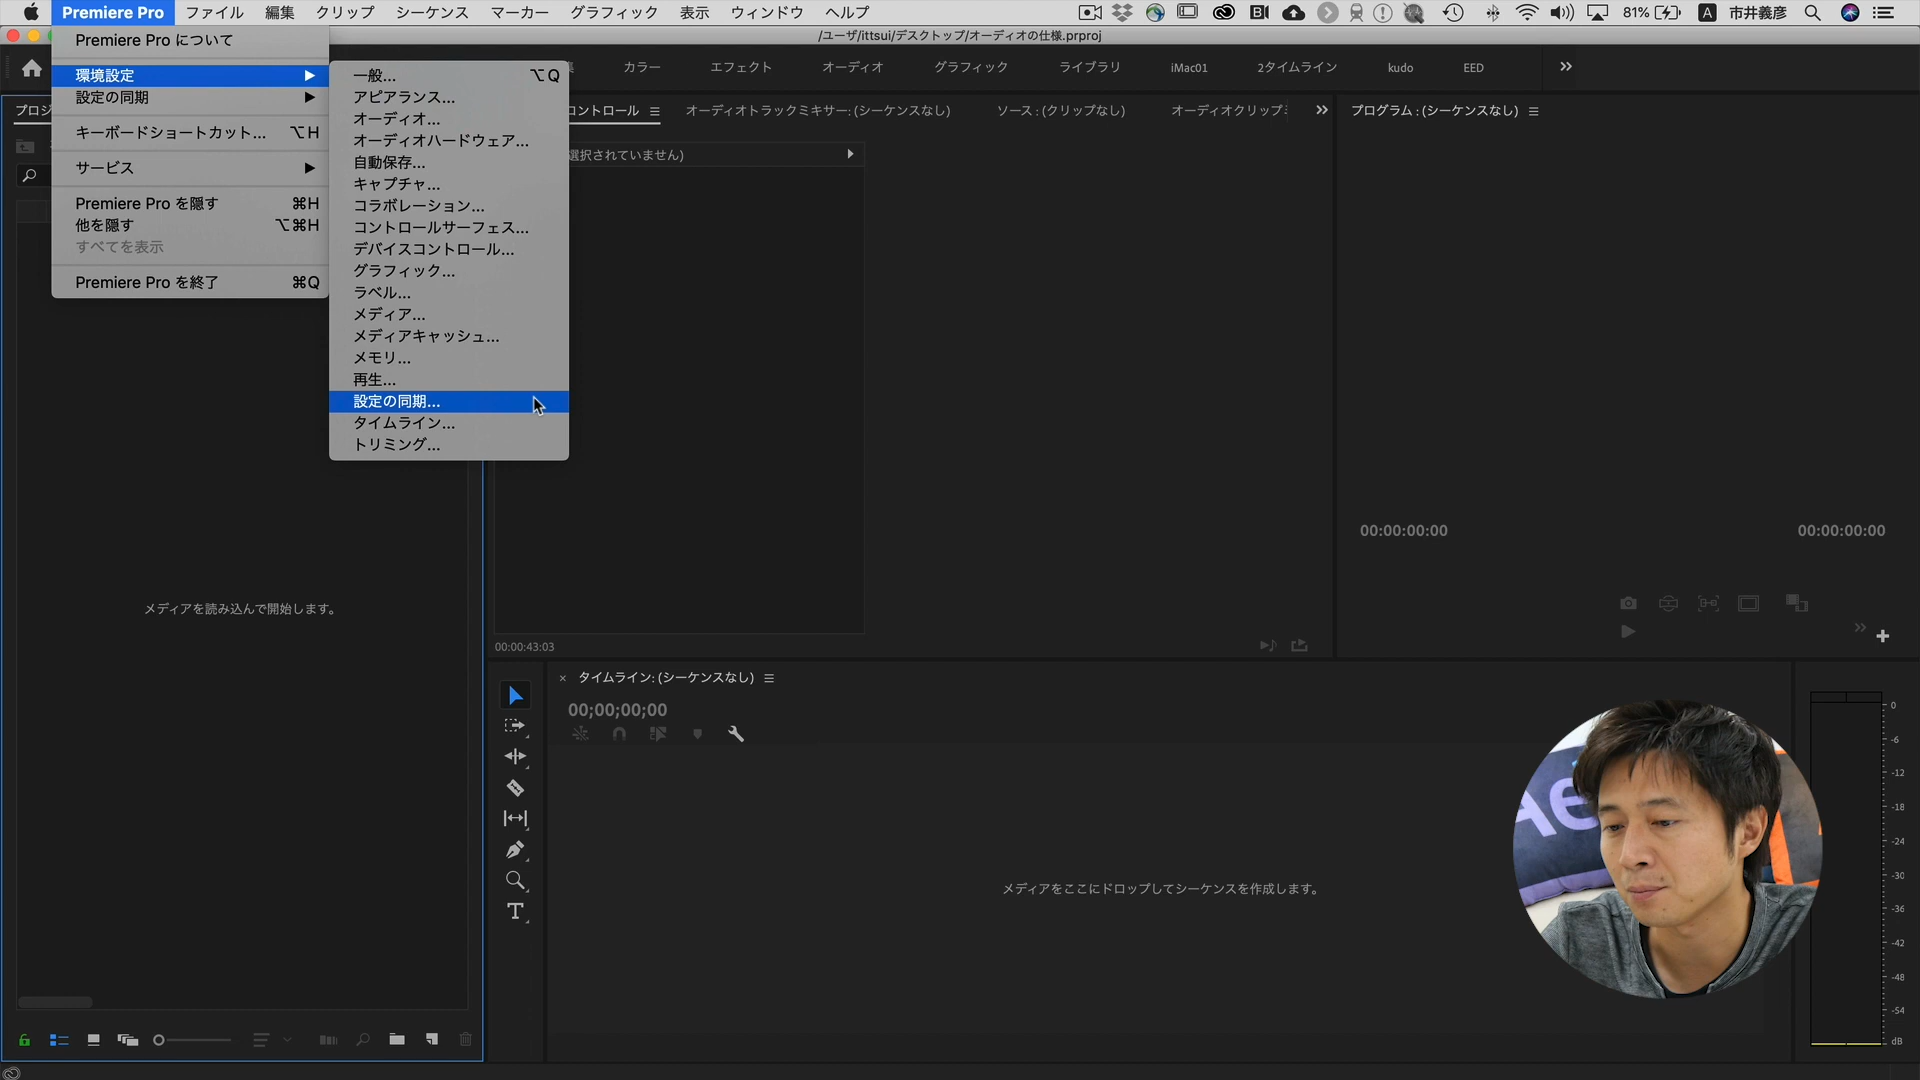 Premiere Pro ファイル 編集 クリップ シーケンス マーカー グラフィック 表示 ウィンドウ ヘルプ 81% A 市井義彦
/ユーザ/ittsui/デスクトップ/オーディオの仕様.prproj
カラー エフェクト オーディオ グラフィック ライブラリ iMac01 2タイムライン kudo EED
Premiere Pro について
環境設定
設定の同期
キーボードショートカット... ⌥H
サービス
Premiere Pro を隠す ⌘H
他を隠す ⌥⌘H
すべてを表示
Premiere Pro を終了 ⌘Q
一般... ⌥Q
アピアランス...
オーディオ...
オーディオハードウェア...
自動保存...
キャプチャ...
コラボレーション...
コントロールサーフェス...
デバイスコントロール...
グラフィック...
ラベル...
メディア...
メディアキャッシュ...
メモリ...
再生...
設定の同期...
タイムライン...
トリミング...
プロジ
コントロール オーディオトラックミキサー: (シーケンスなし) ソース : (クリップなし) オーディオクリップ プログラム : (シーケンスなし)
選択されていません)
00:00:00:00 00:00:00:00
メディアを読み込んで開始します。
00:00:43:03
タイムライン: (シーケンスなし)
00;00;00;00
メディアをここにドロップしてシーケンスを作成します。
Ae
0
-6
-12
-18
-24
-30
-36
-42
-48
-54
dB